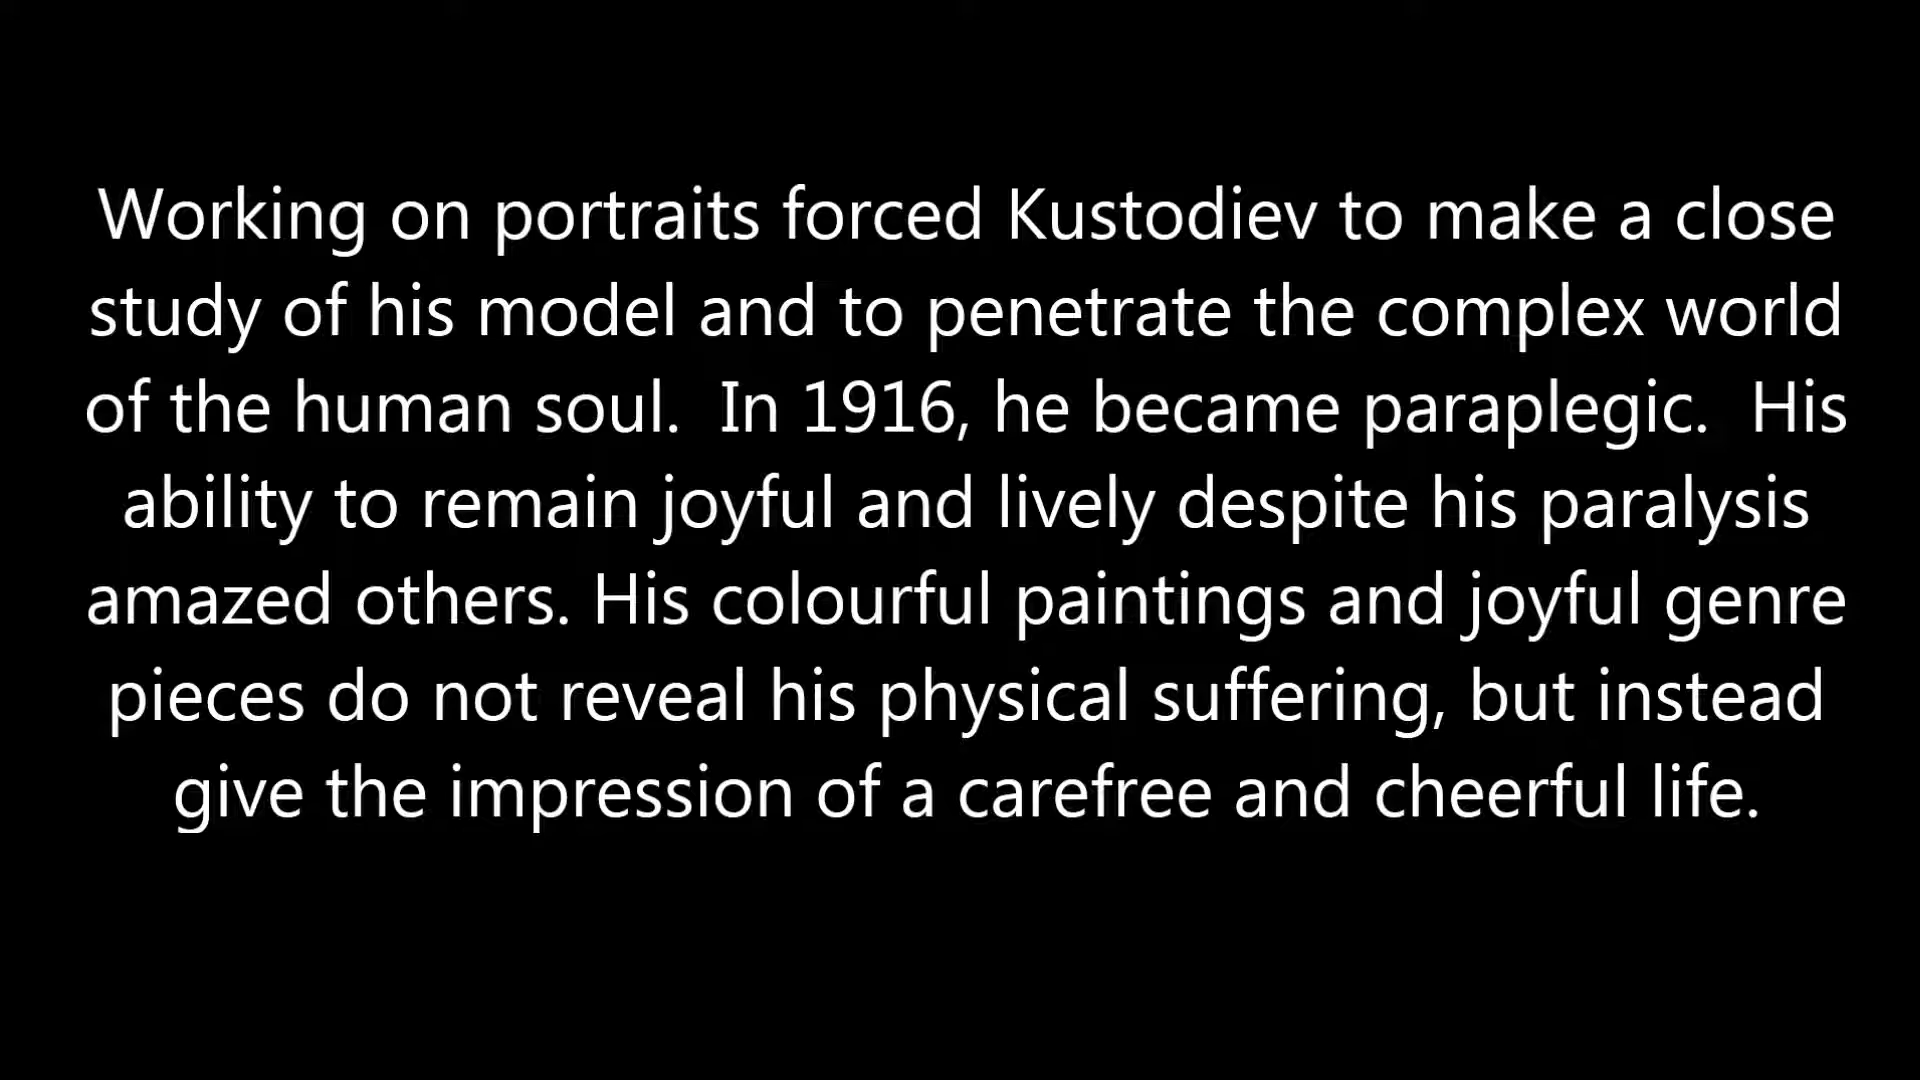 Working on portraits forced Kustodiev to make a close
study of his model and to penetrate the complex world
of the human soul.  In 1916, he became paraplegic.  His
ability to remain joyful and lively despite his paralysis
amazed others. His colourful paintings and joyful genre
pieces do not reveal his physical suffering, but instead
give the impression of a carefree and cheerful life.